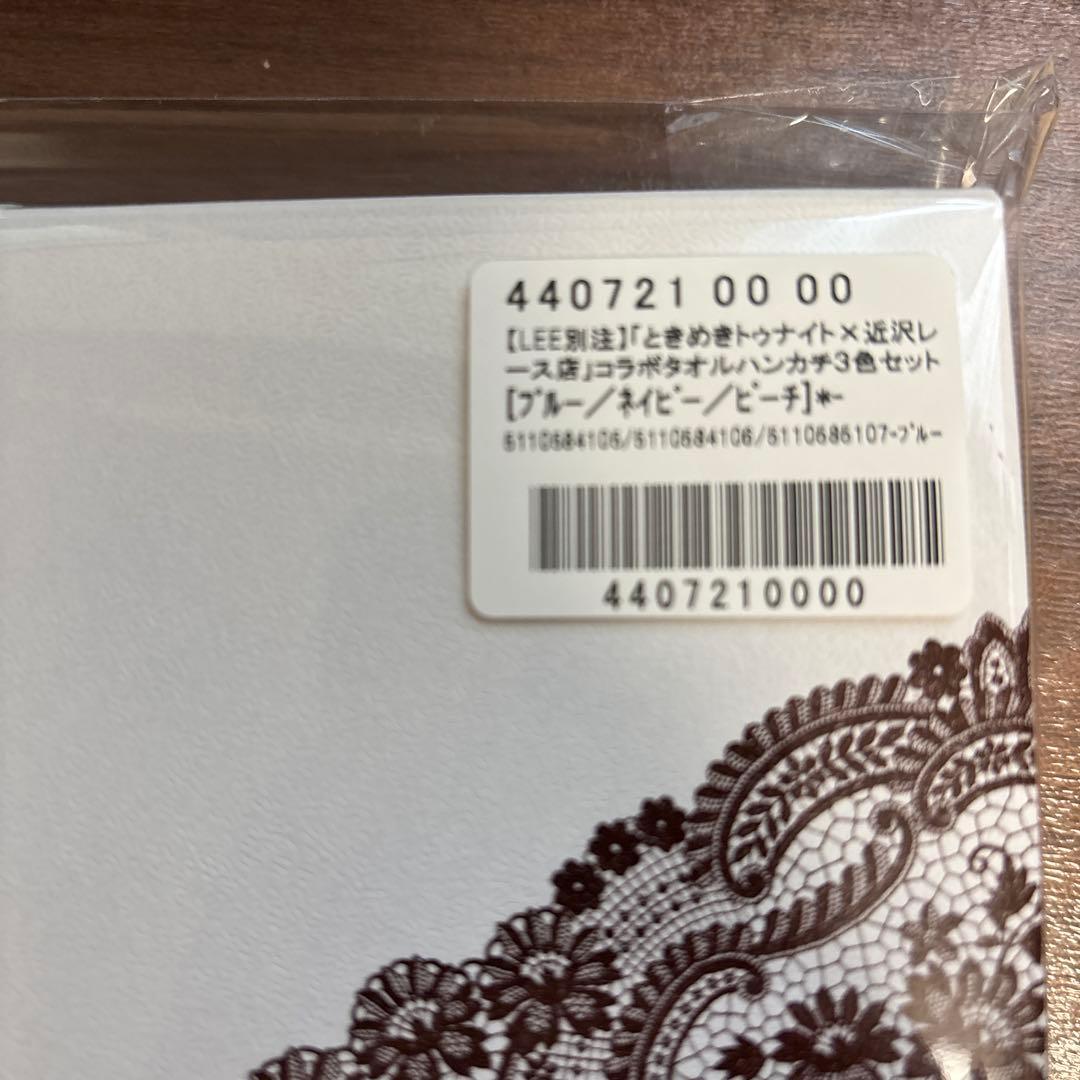 440721 00 00
【LEE別注】「ときめきトゥナイト×近沢レ
ース店」コラボタオルハンカチ3色セット
[ブルー／ネイビー／ピーチ]*-
5110684106/5110684106/5110685107-ブルー
4407210000